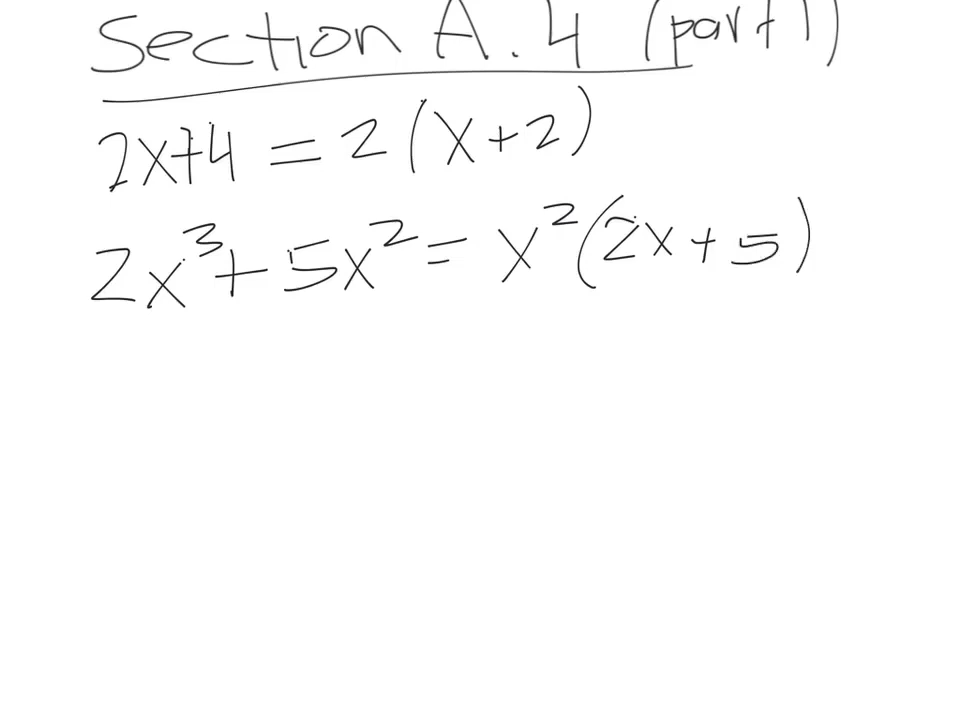 Section A.4 (part 1)
2x+4 = 2(x+2)
2x³+5x² = x²(2x+5)